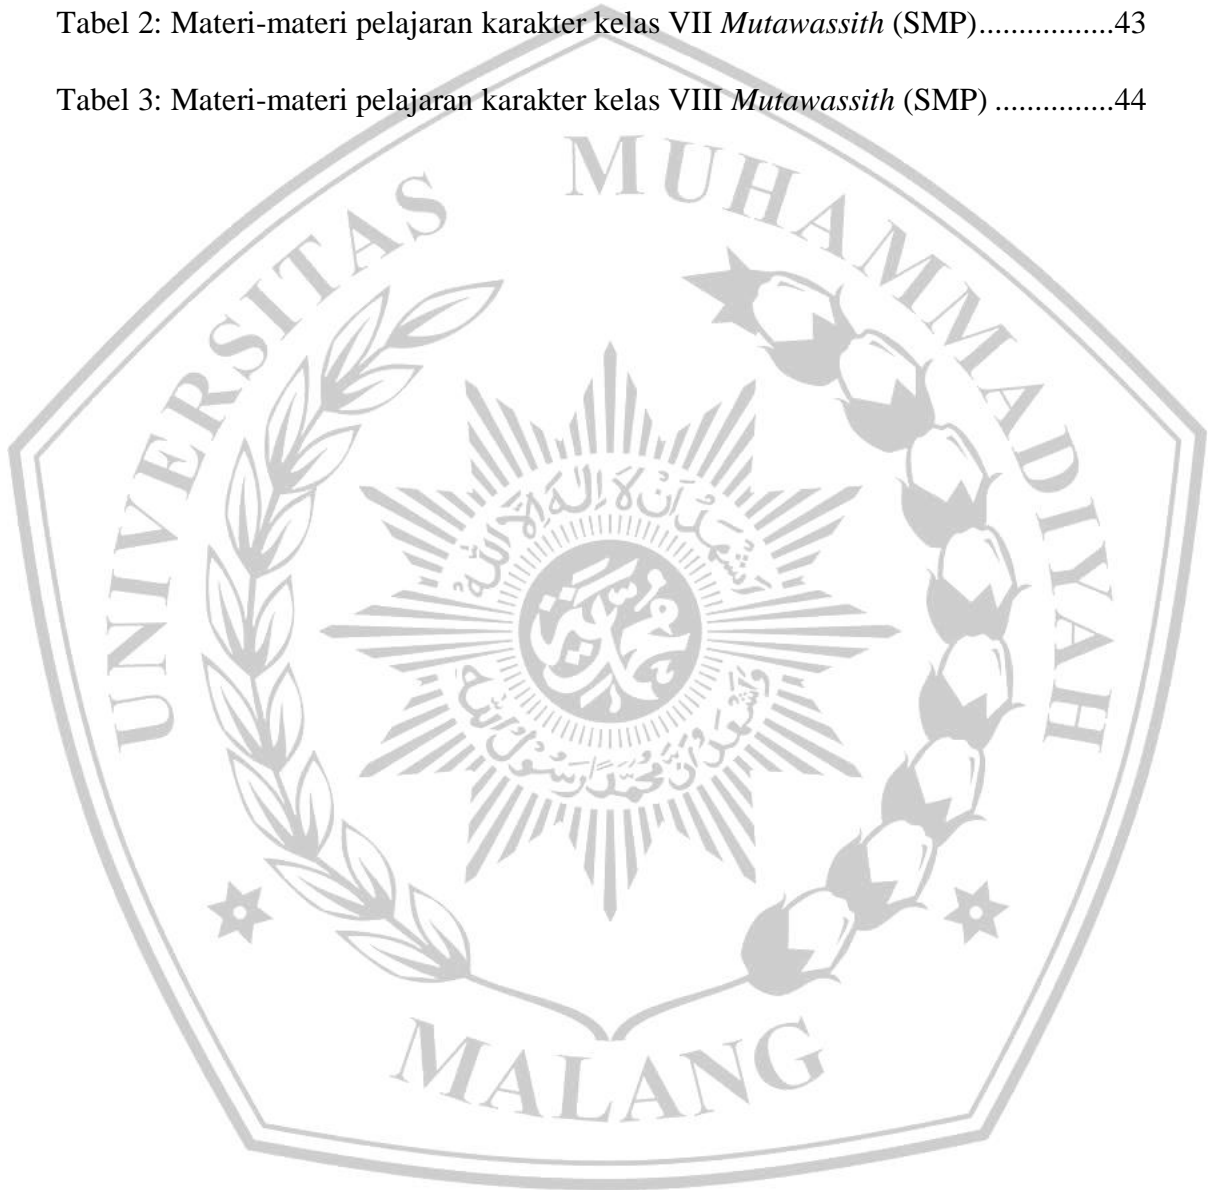 Tabel 2: Materi-materi pelajaran karakter kelas VII Mutawassith (SMP).................43
Tabel 3: Materi-materi pelajaran karakter kelas VIII Mutawassith (SMP) ...............44
UNIVERSITAS MUHAMMADIYAH
MALANG